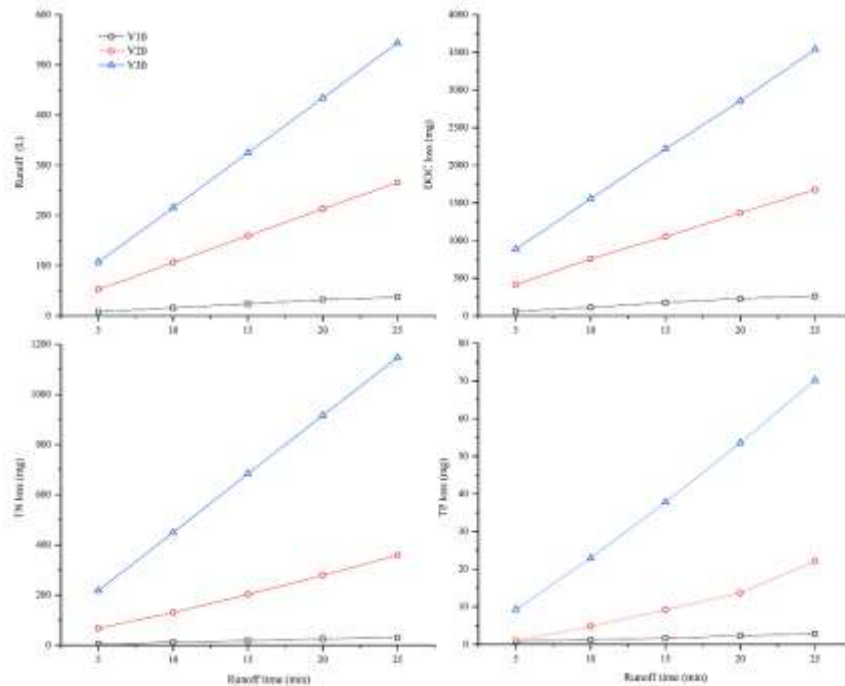 600
500
400
300
200
100
0
Runoff (L)
V10
V20
V30
5 10 15 20 25
4000
3500
3000
2500
2000
1500
1000
500
0
DOC loss (mg)
5 10 15 20 25
1200
1000
800
600
400
200
0
TN loss (mg)
5 10 15 20 25
Runoff time (min)
80
70
60
50
40
30
20
10
0
TP loss (mg)
5 10 15 20 25
Runoff time (min)